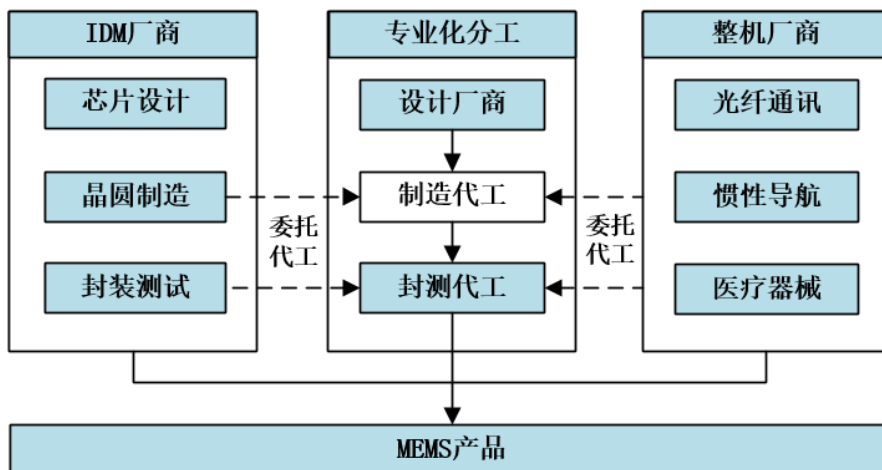 IDM厂商
专业化分工
整机厂商
芯片设计
设计厂商
光纤通讯
晶圆制造
制造代工
惯性导航
委托
代工
委托
代工
封装测试
封测代工
医疗器械
MEMS产品